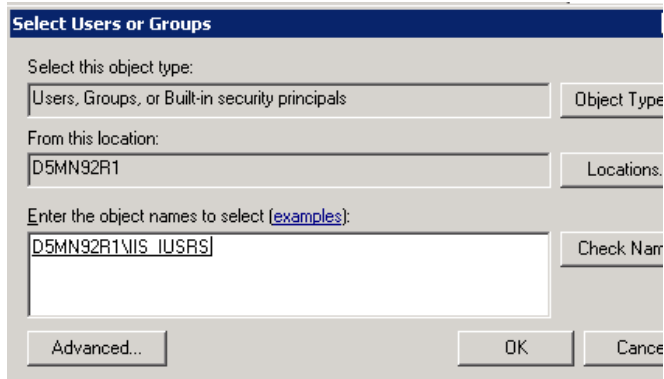 Select Users or Groups
Select this object type:
Users, Groups, or Built-in security principals
Object Type
From this location:
D5MN92R1
Locations.
Enter the object names to select (examples):
D5MN92R1\IIS_IUSRS
Check Nam
Advanced...
OK
Cance